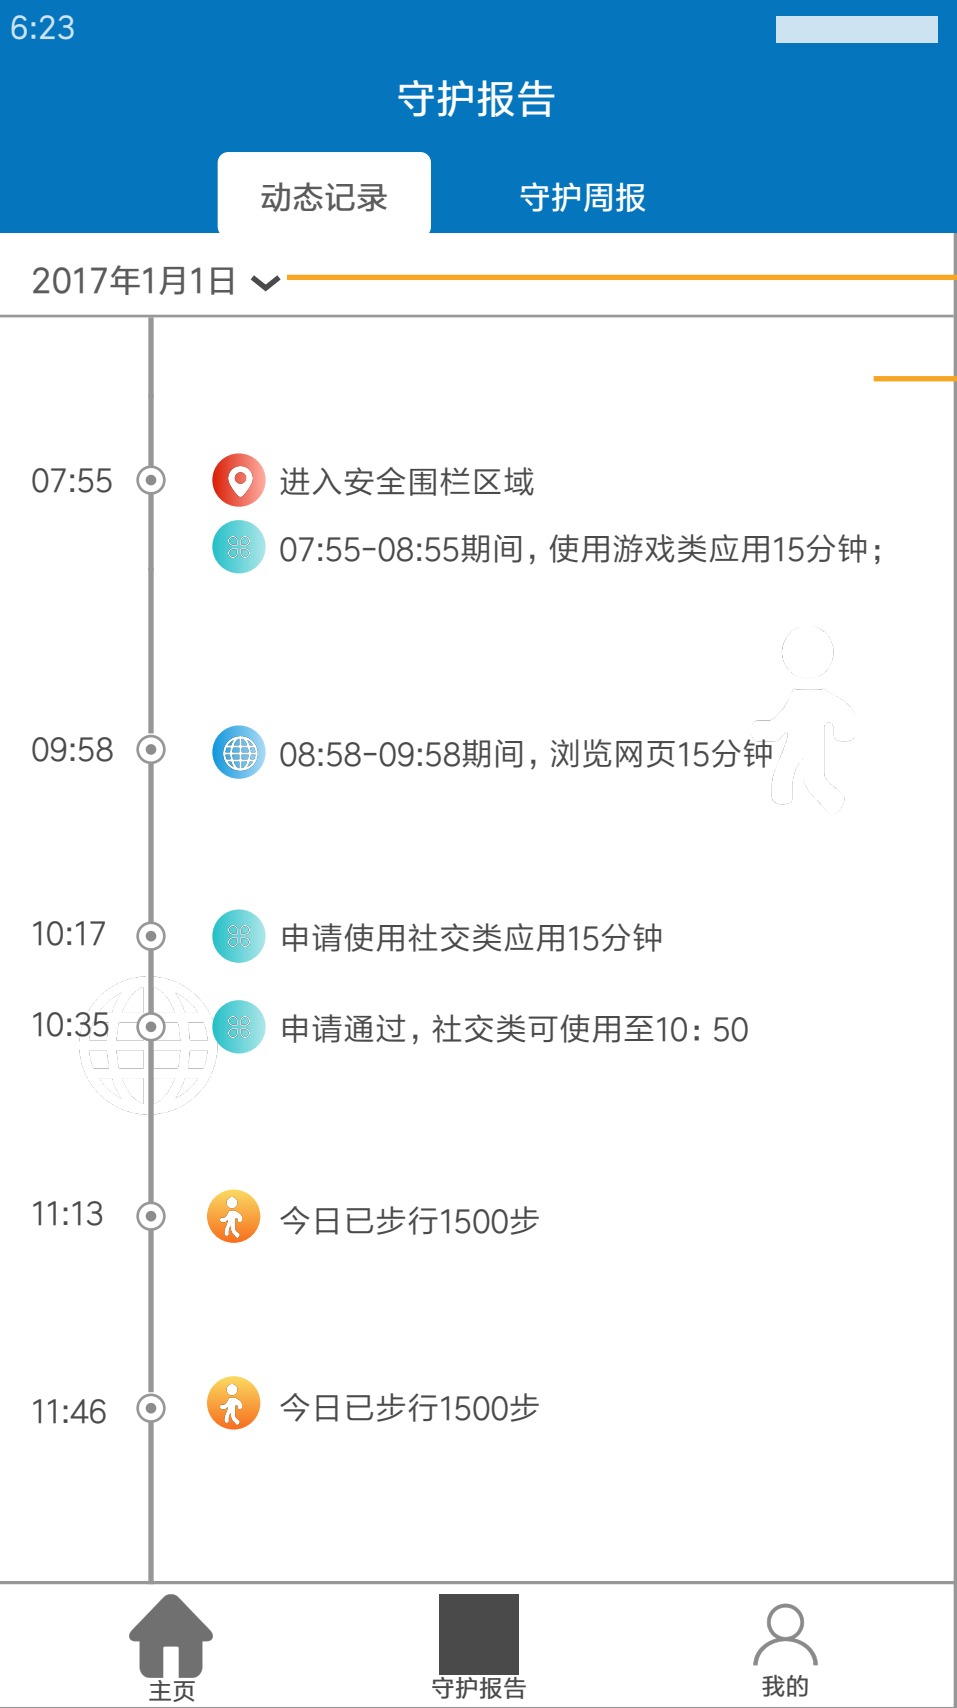 6:23
守护报告
动态记录 守护周报
2017年1月1日
07:55 进入安全围栏区域
07:55-08:55期间，使用游戏类应用15分钟；
09:58 08:58-09:58期间，浏览网页15分钟
10:17 申请使用社交类应用15分钟
10:35 申请通过，社交类可使用至10：50
11:13 今日已步行1500步
11:46 今日已步行1500步
主页 守护报告 我的